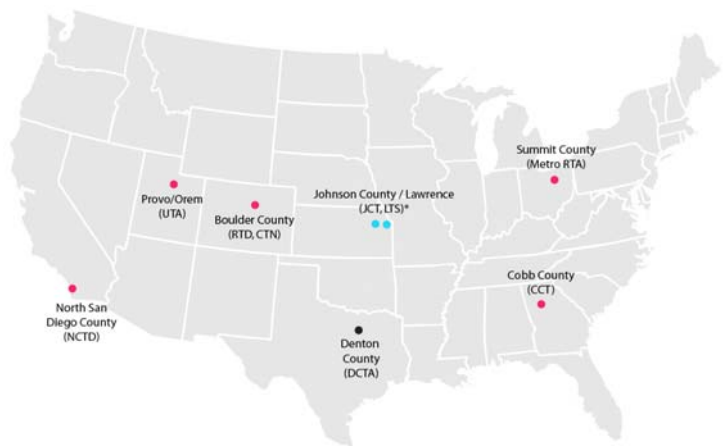 Summit County
(Metro RTA)
Provo/Orem
(UTA)
Boulder County
(RTD, CTN)
Johnson County / Lawrence
(JCT, LTS)*
Cobb County
(CCT)
North San
Diego County
(NCTD)
Denton
County
(DCTA)